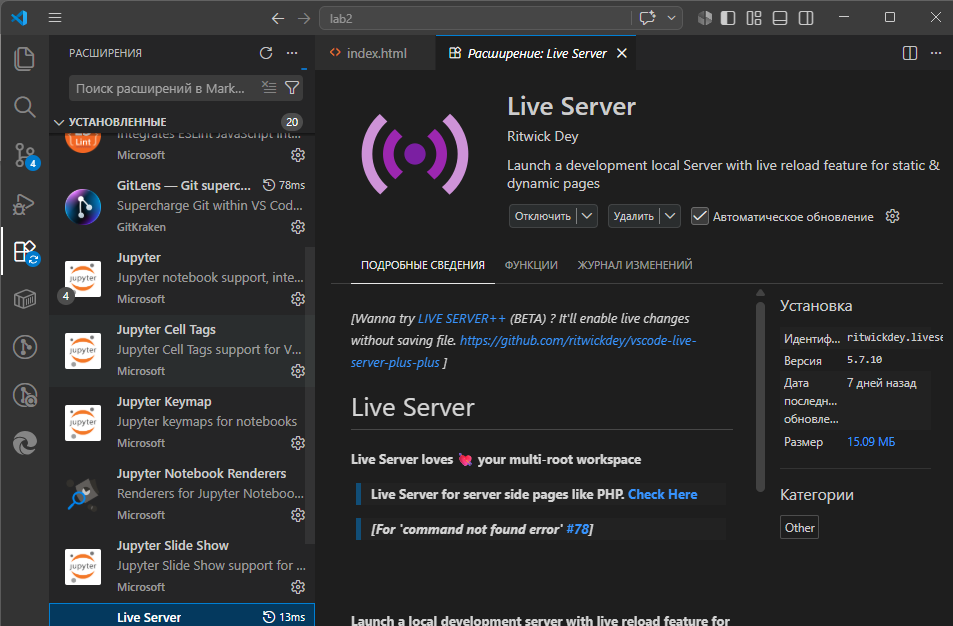 lab2
РАСШИРЕНИЯ
Поиск расширений в Mark...
УСТАНОВЛЕННЫЕ
20
4
Lint
Integrates ESLint JavaScript int...
Microsoft
GitLens — Git superc...
78ms
Supercharge Git within VS Cod...
GitKraken
jupyter
4
Jupyter
Jupyter notebook support, inte...
Microsoft
jupyter
Jupyter Cell Tags
Jupyter Cell Tags support for V...
Microsoft
jupyter
Jupyter Keymap
Jupyter keymaps for notebooks
Microsoft
Jupyter Notebook Renderers
Renderers for Jupyter Noteboo...
Microsoft
jupyter
Jupyter Slide Show
Jupyter Slide Show support for ...
Microsoft
Live Server
13ms
index.html
Расширение: Live Server
Live Server
Ritwick Dey
Launch a development local Server with live reload feature for static &
dynamic pages
Отключить
Удалить
Автоматическое обновление
ПОДРОБНЫЕ СВЕДЕНИЯ
ФУНКЦИИ
ЖУРНАЛ ИЗМЕНЕНИЙ
[Wanna try LIVE SERVER++ (BETA) ? It'll enable live changes
without saving file. https://github.com/ritwickdey/vscode-live-
server-plus-plus ]
Live Server
Live Server loves 💘 your multi-root workspace
Live Server for server side pages like PHP. Check Here
[For 'command not found error' #78]
Launch a local development server with live reload feature for
Установка
Идентиф... ritwickdey.livese
Версия 5.7.10
Дата 7 дней назад
последн...
обновле...
Размер 15.09 МБ
Категории
Other